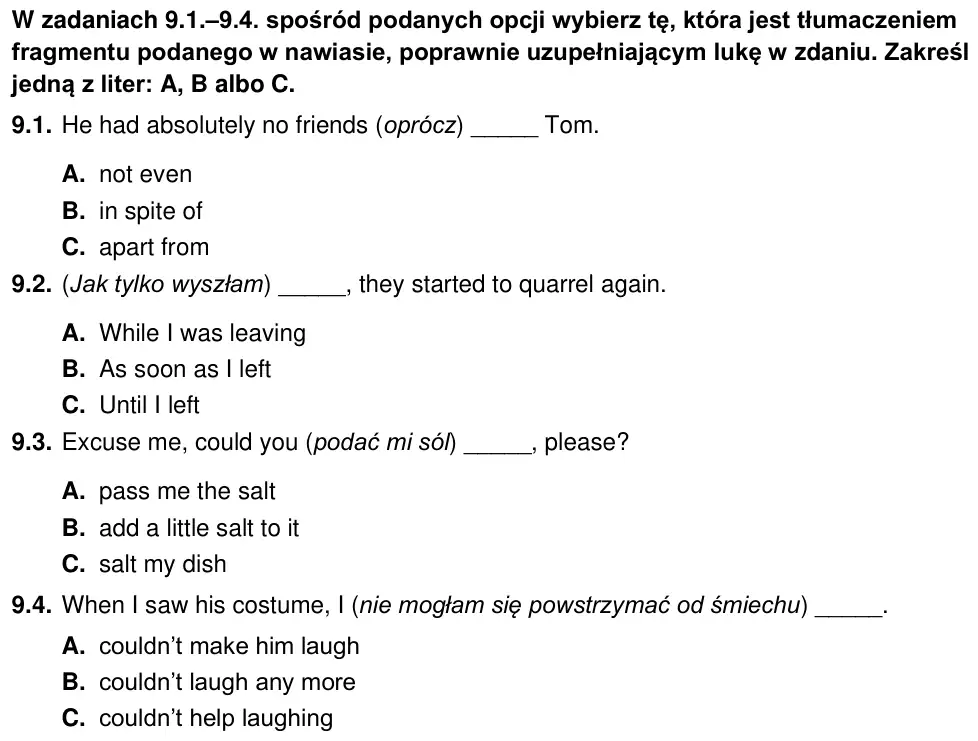 W zadaniach 9.1.–9.4. spośród podanych opcji wybierz tę, która jest tłumaczeniem
fragmentu podanego w nawiasie, poprawnie uzupełniającym lukę w zdaniu. Zakreśl
jedną z liter: A, B albo C.
9.1. He had absolutely no friends (oprócz) _____ Tom.
A. not even
B. in spite of
C. apart from
9.2. (Jak tylko wyszłam) _____, they started to quarrel again.
A. While I was leaving
B. As soon as I left
C. Until I left
9.3. Excuse me, could you (podać mi sól) _____, please?
A. pass me the salt
B. add a little salt to it
C. salt my dish
9.4. When I saw his costume, I (nie mogłam się powstrzymać od śmiechu) _____.
A. couldn't make him laugh
B. couldn't laugh any more
C. couldn't help laughing